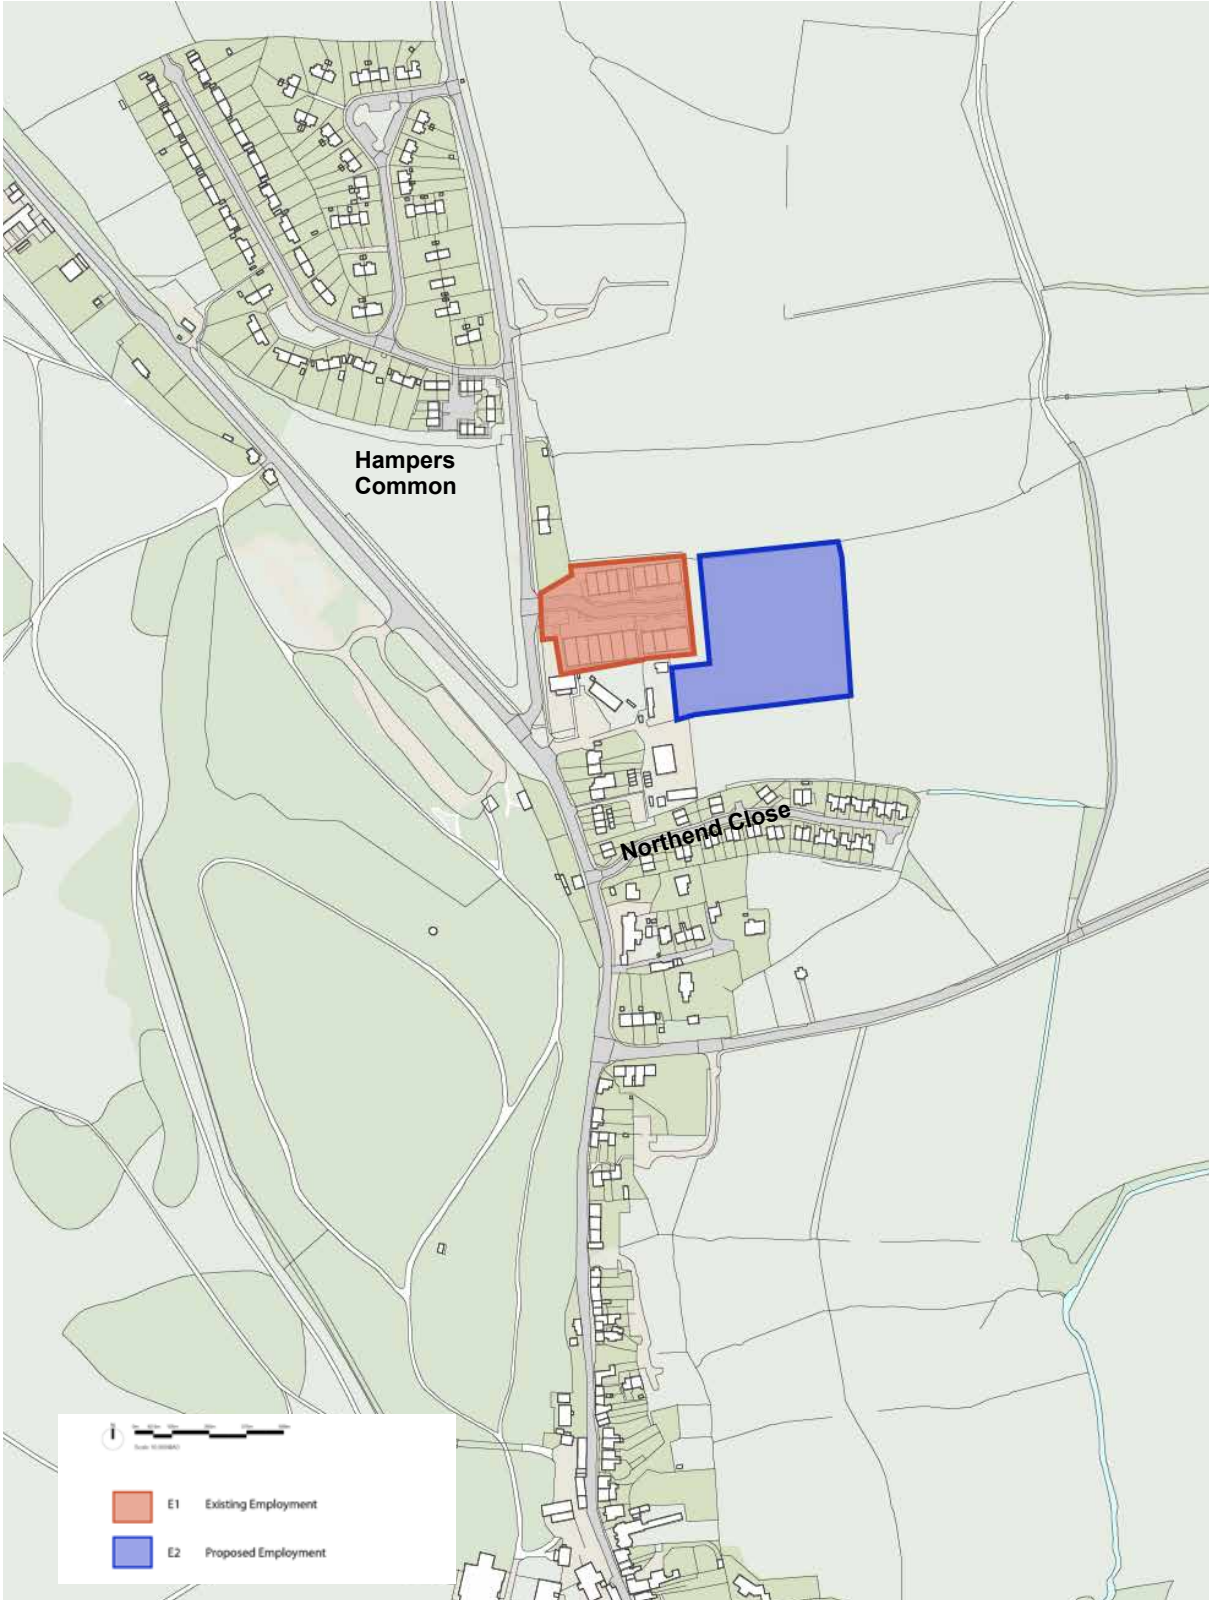 Hampers
Common
Northend Close
N
E1 Existing Employment
E2 Proposed Employment